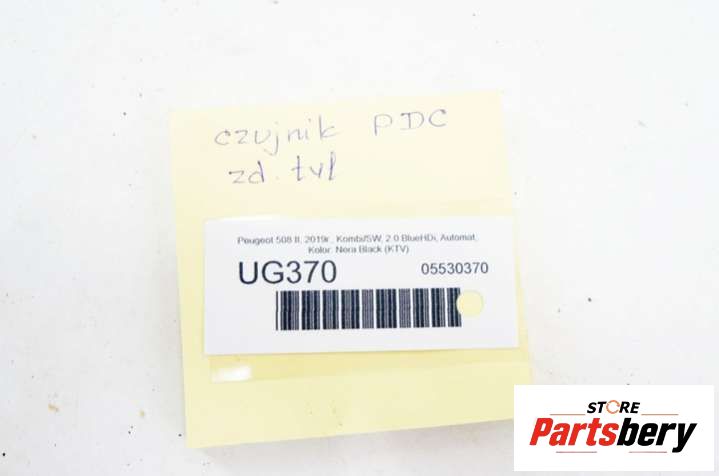 czujnik PDC
zd. tył
Peugeot 508 II, 2019r., Kombi/SW, 2.0 BlueHDi, Automat,
Kolor: Nera Black (KTV)
UG370 05530370
STORE
Partsbery